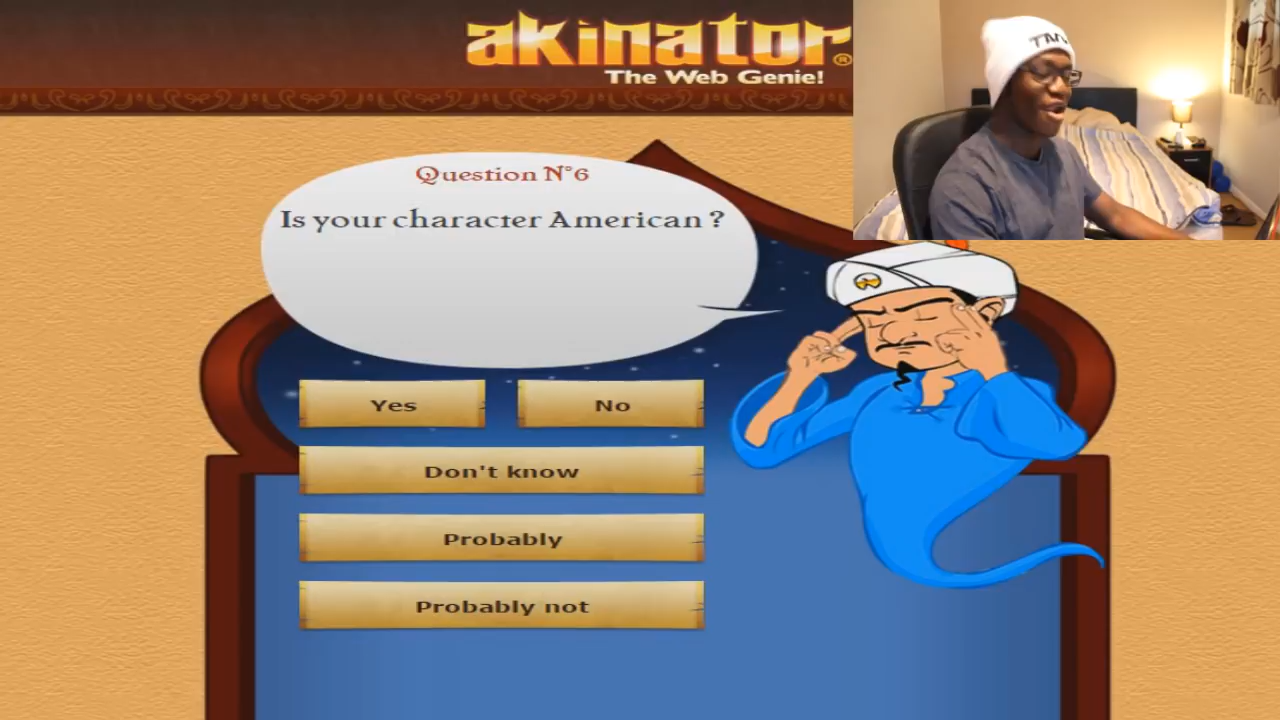 akinator®
The Web Genie!
Question N°6
Is your character American ?
Yes
No
Don't know
Probably
Probably not